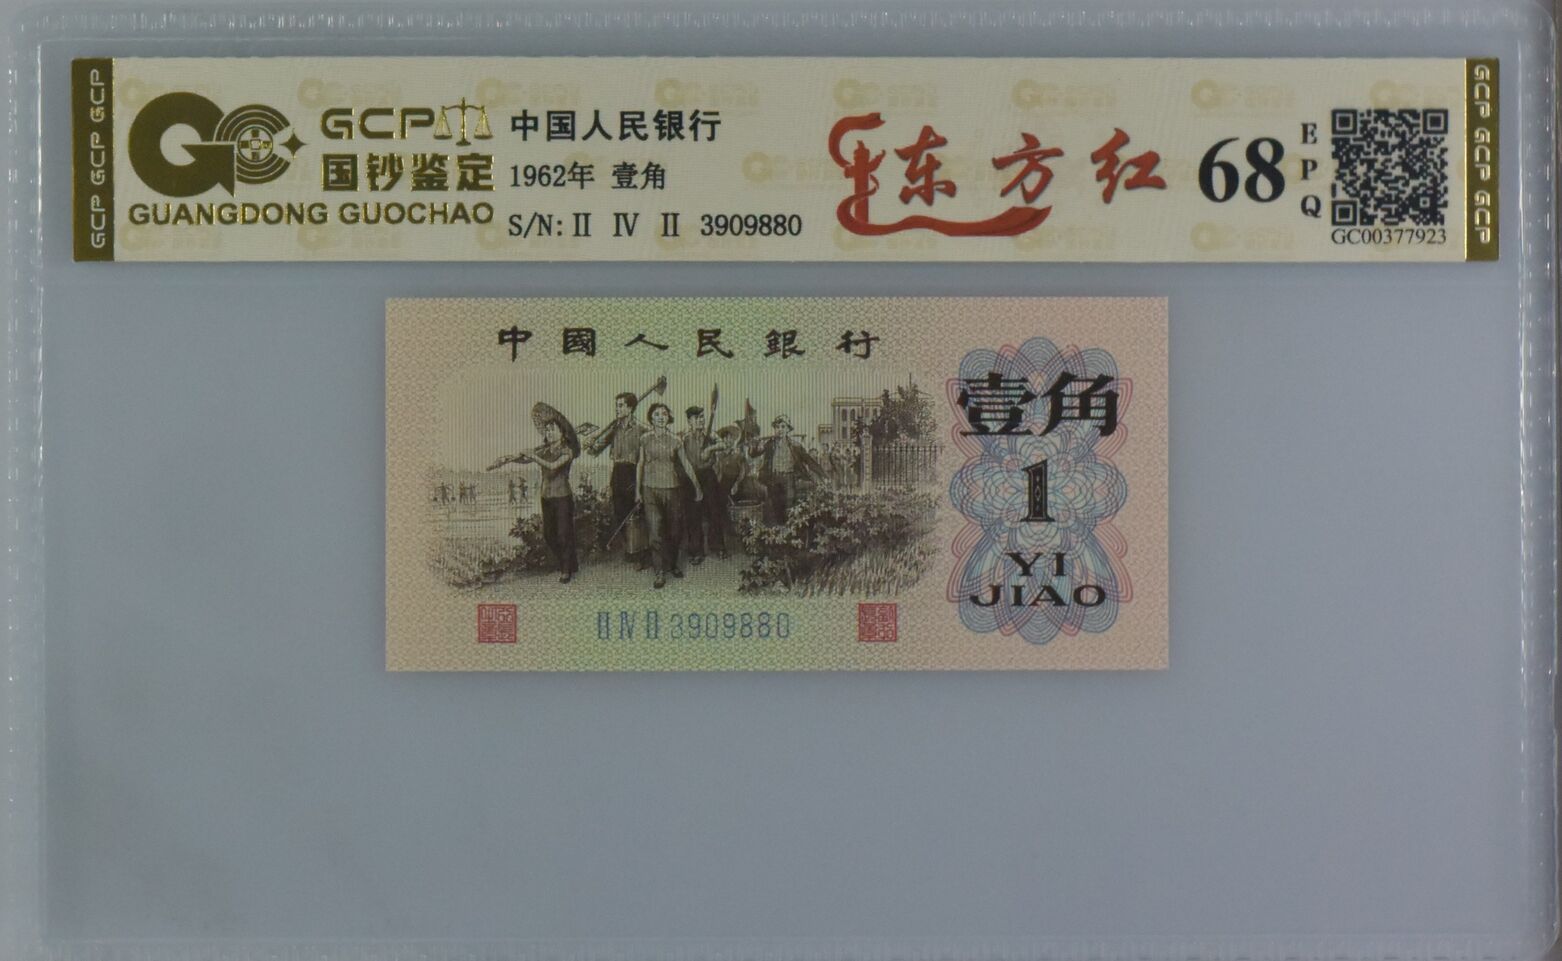 GCP GCP GCP
GCP
国钞鉴定
GUANGDONG GUOCHAO
中国人民银行
1962年 壹角
S/N: II IV II 3909880
东方红
68
EPQ
GC00377923
GCP GCP GCP
中國人民銀行
壹角
1
YI
JIAO
II IV II 3909880